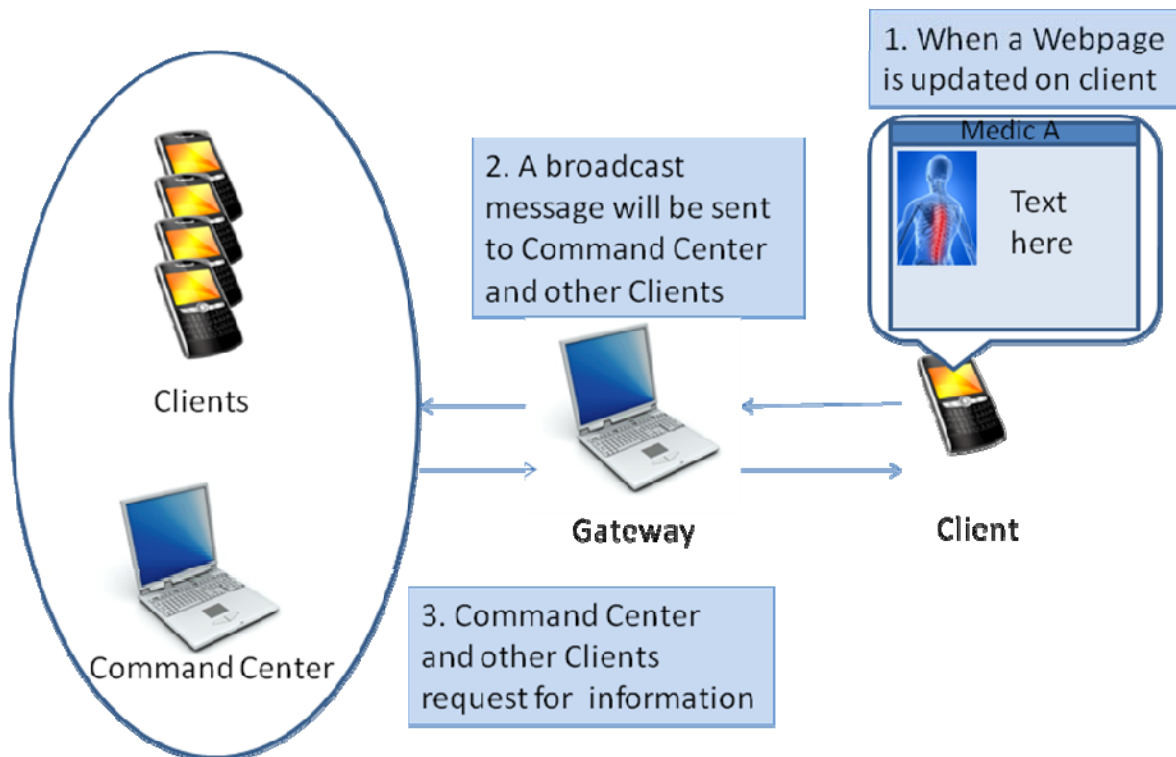 1. When a Webpage
is updated on client
Medic A
Text
here
2. A broadcast
message will be sent
to Command Center
and other Clients
Clients
Gateway
Client
Command Center
3. Command Center
and other Clients
request for information